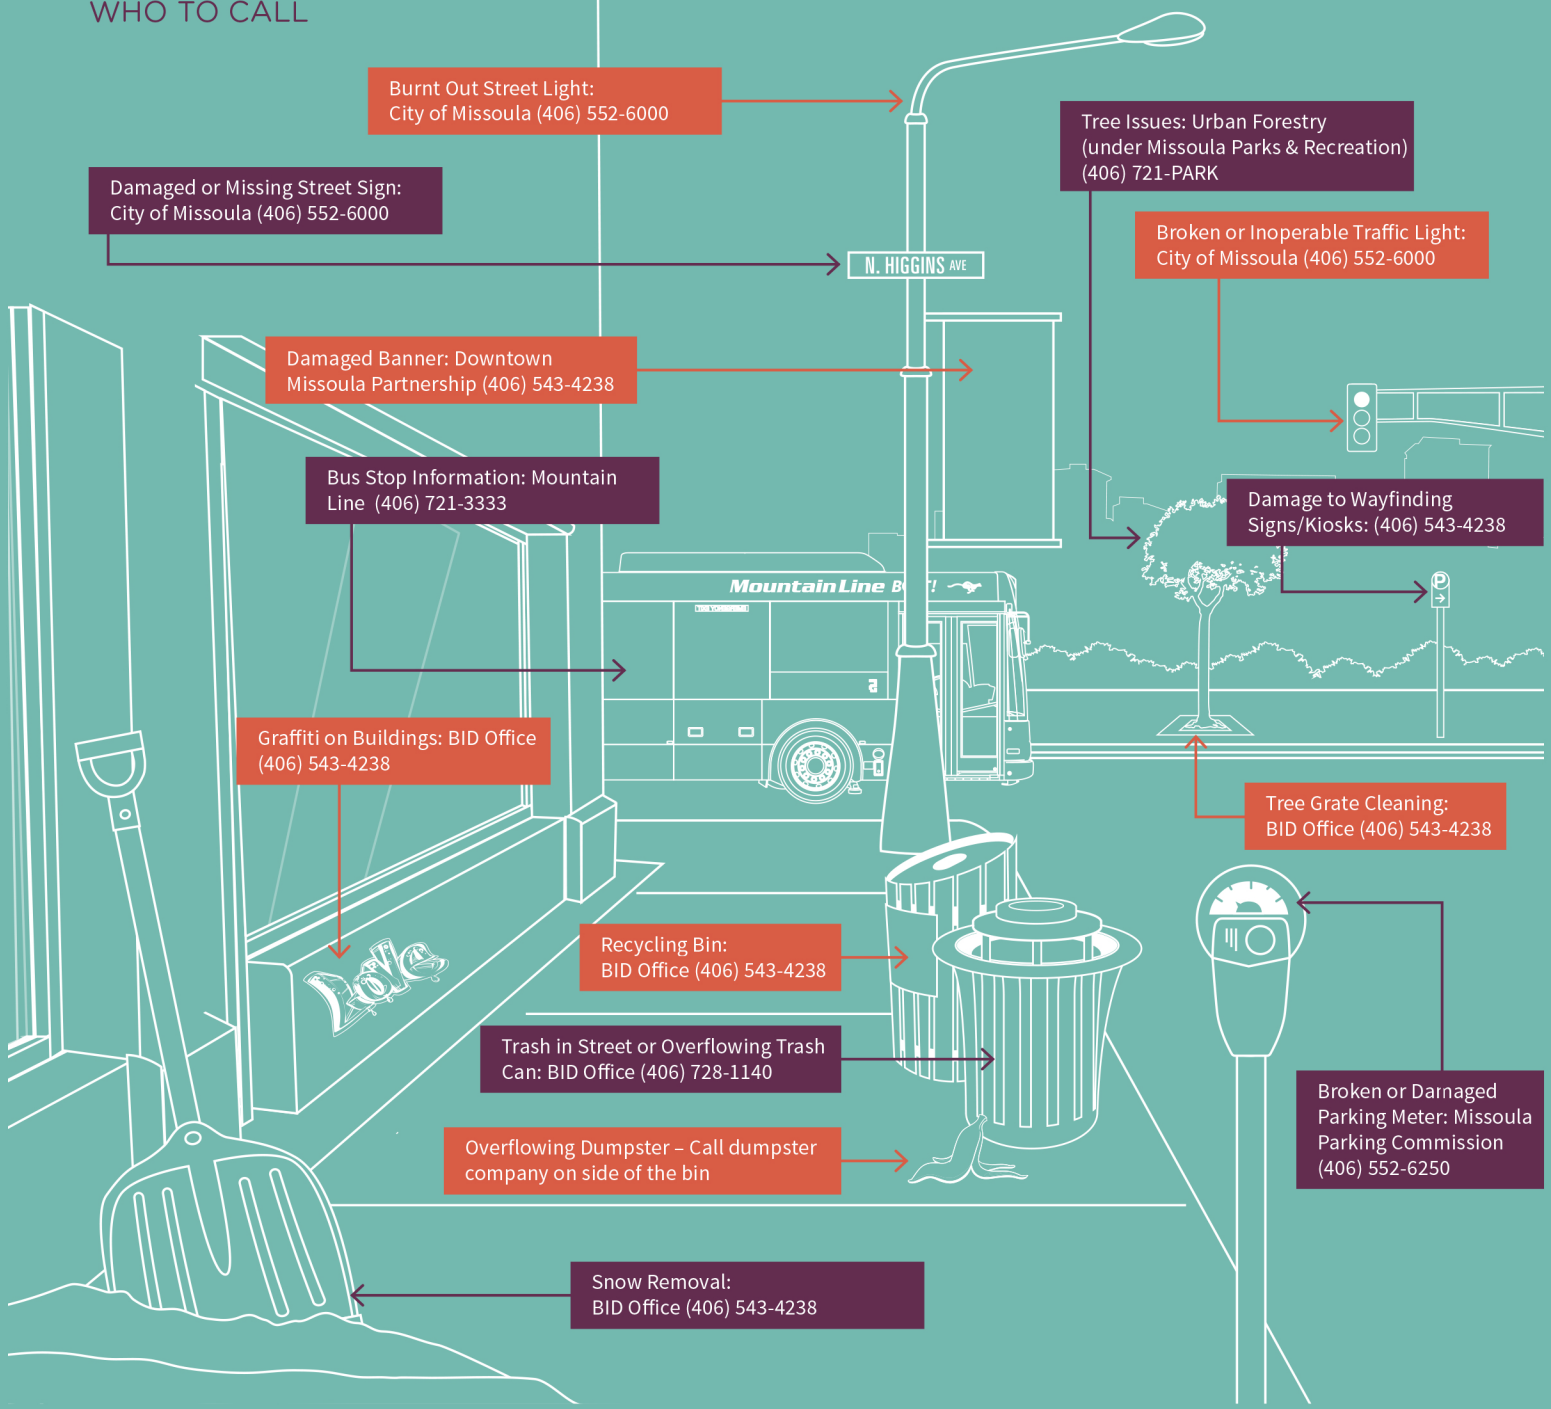 WHO TO CALL
Burnt Out Street Light:
City of Missoula (406) 552-6000
Tree Issues: Urban Forestry
(under Missoula Parks & Recreation)
(406) 721-PARK
Damaged or Missing Street Sign:
City of Missoula (406) 552-6000
Broken or Inoperable Traffic Light:
City of Missoula (406) 552-6000
N. HIGGINS AVE
Damaged Banner: Downtown
Missoula Partnership (406) 543-4238
Bus Stop Information: Mountain
Line (406) 721-3333
Damage to Wayfinding
Signs/Kiosks: (406) 543-4238
P
Mountain Line
Graffiti on Buildings: BID Office
(406) 543-4238
Tree Grate Cleaning:
BID Office (406) 543-4238
Recycling Bin:
BID Office (406) 543-4238
Trash in Street or Overflowing Trash
Can: BID Office (406) 728-1140
Broken or Damaged
Parking Meter: Missoula
Parking Commission
(406) 552-6250
Overflowing Dumpster – Call dumpster
company on side of the bin
Snow Removal:
BID Office (406) 543-4238